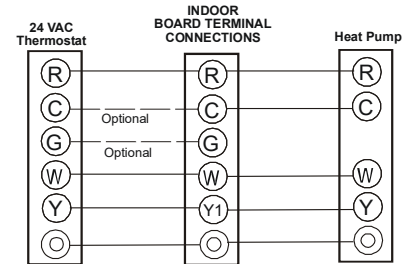 24 VAC
Thermostat
INDOOR
BOARD TERMINAL
CONNECTIONS
Heat Pump
R R R
C Optional C C
G Optional G
W W W
Y Y1 Y